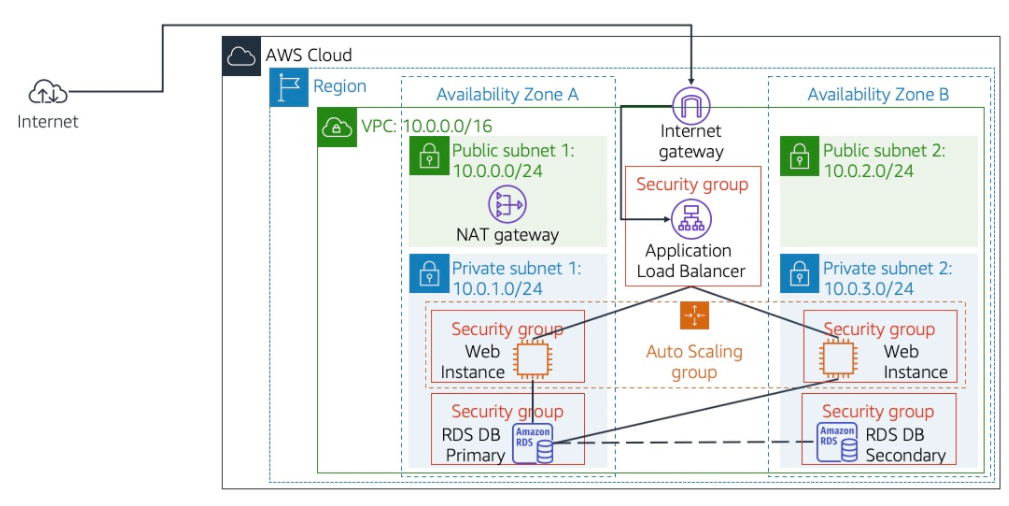 AWS Cloud
Region
Availability Zone A
Availability Zone B
Internet
VPC: 10.0.0.0/16
Internet
gateway
Public subnet 1:
10.0.0.0/24
Public subnet 2:
10.0.2.0/24
NAT gateway
Security group
Application
Load Balancer
Private subnet 1:
10.0.1.0/24
Private subnet 2:
10.0.3.0/24
Security group
Web
Instance
Auto Scaling
group
Security group
Web
Instance
Security group
RDS DB
Primary
Amazon
RDS
Security group
Amazon
RDS
RDS DB
Secondary